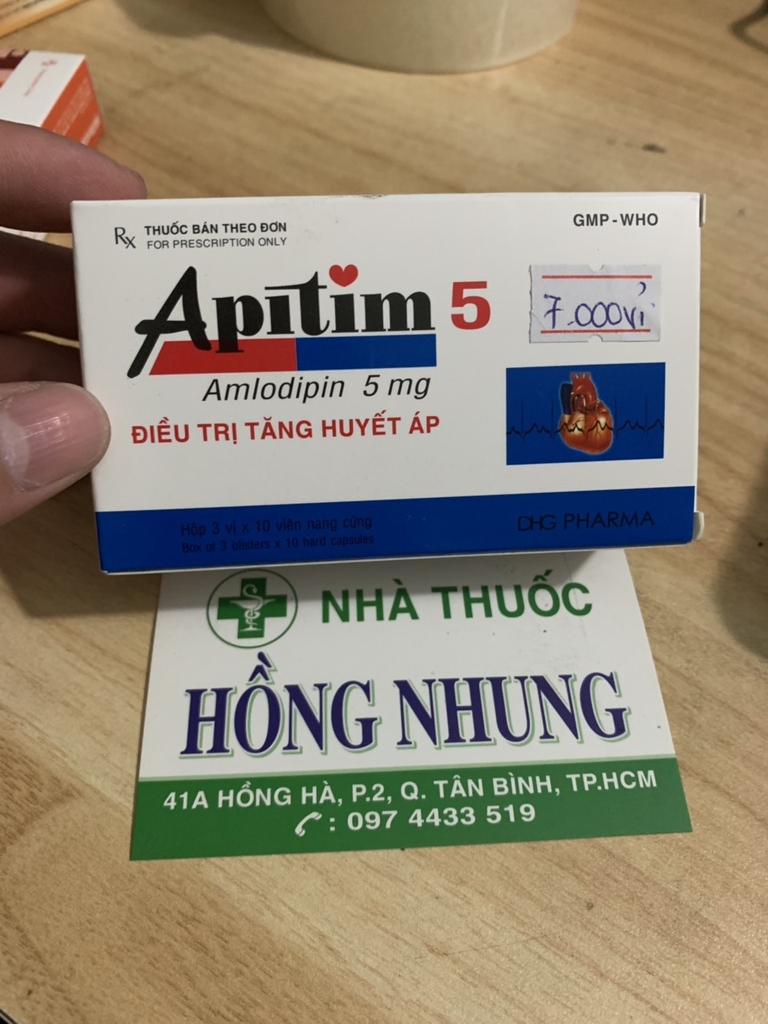 Rx THUỐC BÁN THEO ĐƠN
FOR PRESCRIPTION ONLY
GMP-WHO
Apitim 5
7.000vỉ
Amlodipin 5 mg
ĐIỀU TRỊ TĂNG HUYẾT ÁP
Hộp 3 vỉ x 10 viên nang cứng
Box of 3 blisters x 10 hard capsules
DHG PHARMA
NHÀ THUỐC
HỒNG NHUNG
41A HỒNG HÀ, P.2, Q. TÂN BÌNH, TP.HCM
: 097 4433 519